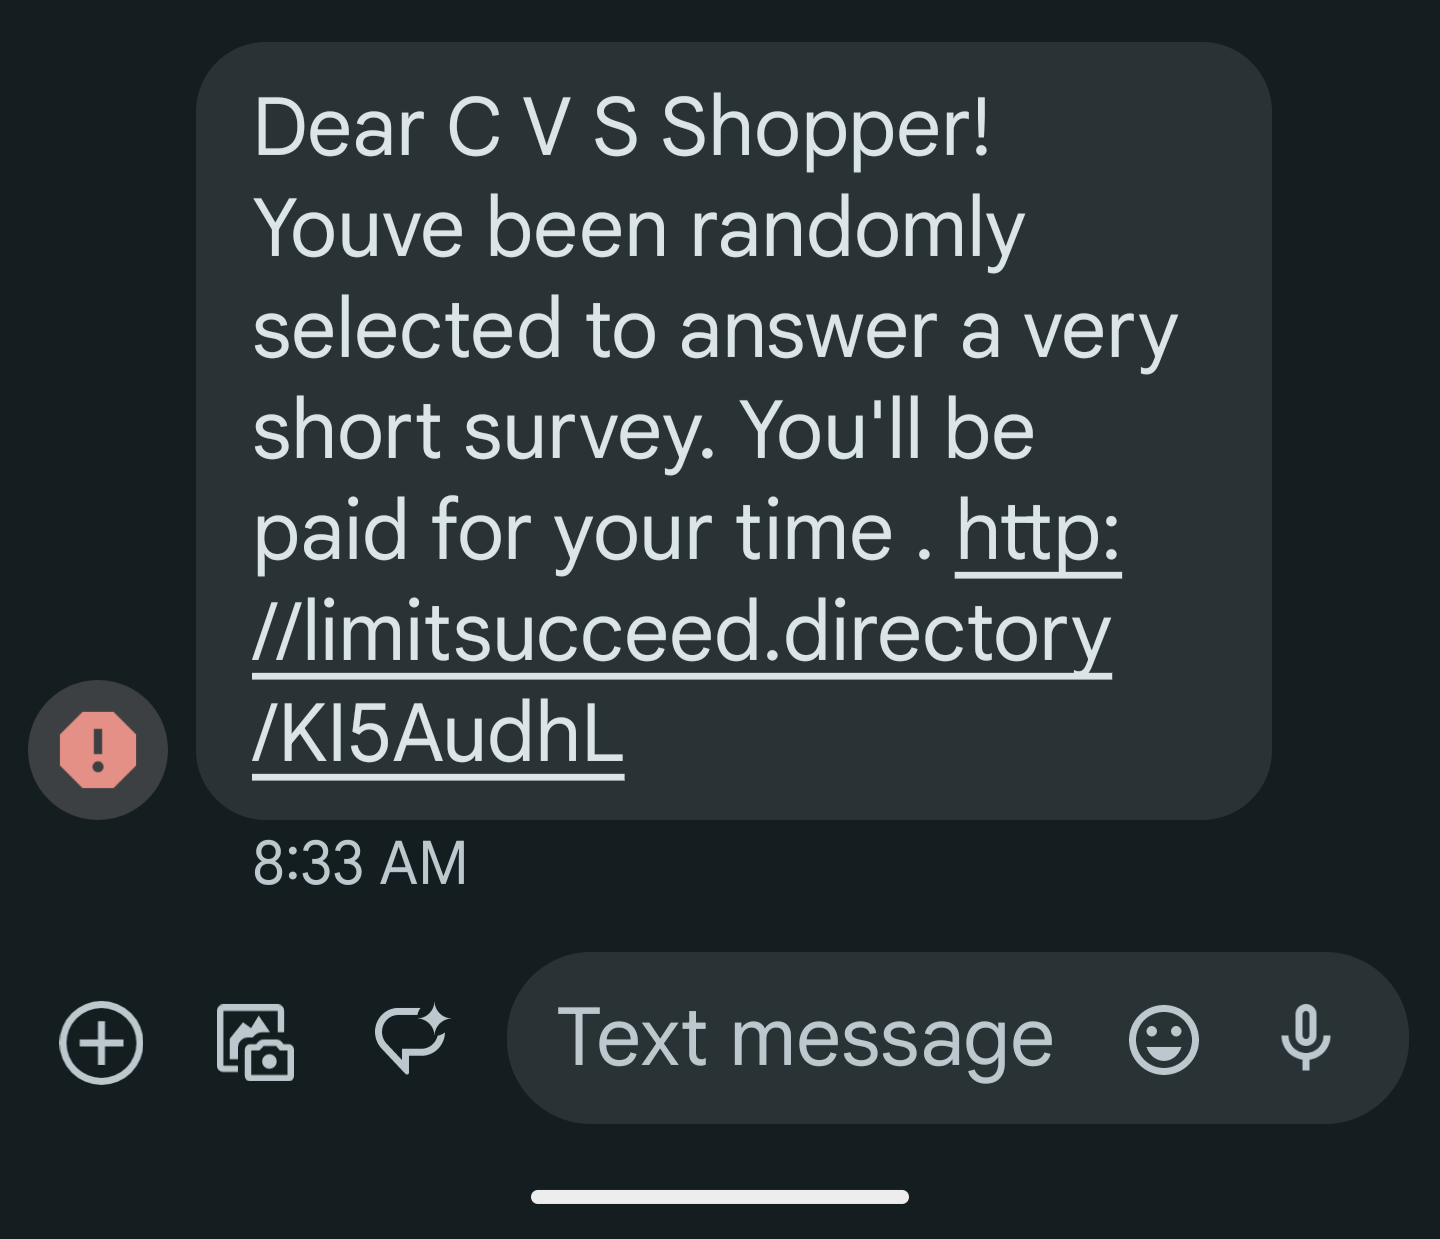 Dear C V S Shopper!
Youve been randomly
selected to answer a very
short survey. You'll be
paid for your time . http:
//limitsucceed.directory
/KI5AudhL
8:33 AM
Text message